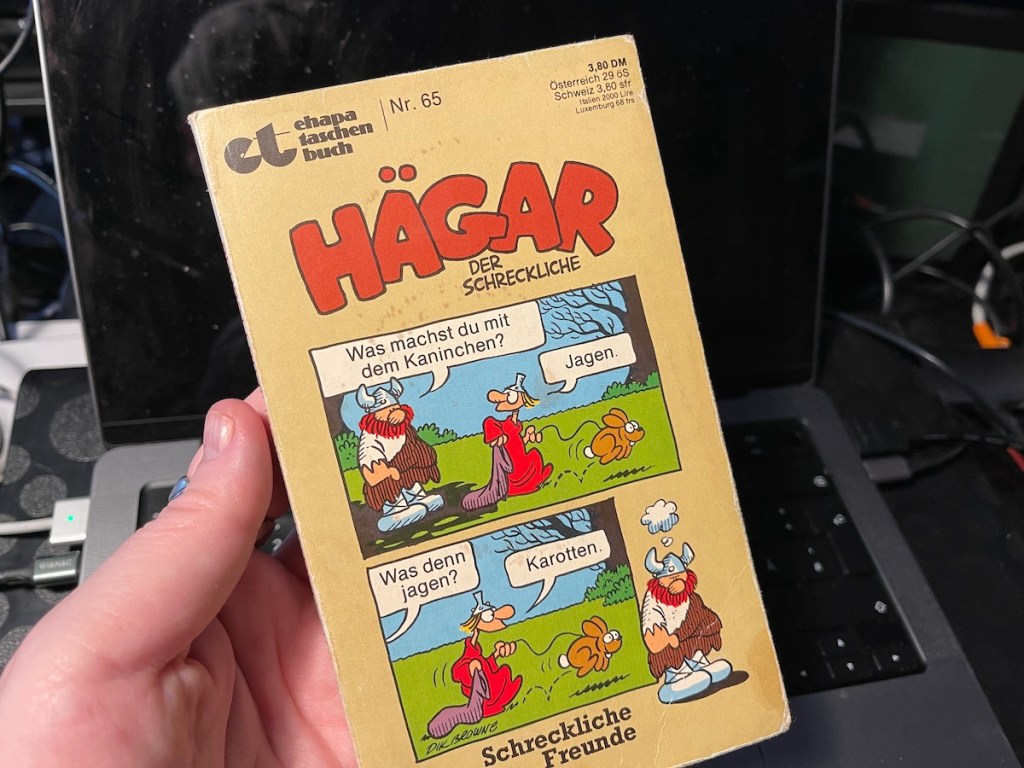 ehapa
taschen
buch
Nr. 65
3,80 DM
Österreich 29 öS
Schweiz 3,80 sfr
Italien 2000 Lire
Luxemburg 68 frs
HÄGAR
DER
SCHRECKLICHE
Was machst du mit
dem Kaninchen?
Jagen.
Was denn
jagen?
Karotten.
DIK BROWNE
Schreckliche
Freunde